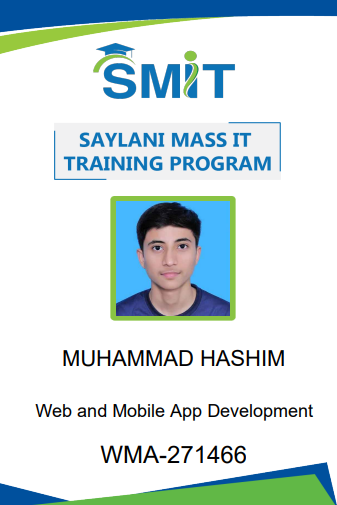 SMIT
SAYLANI MASS IT
TRAINING PROGRAM
MUHAMMAD HASHIM
Web and Mobile App Development
WMA-271466